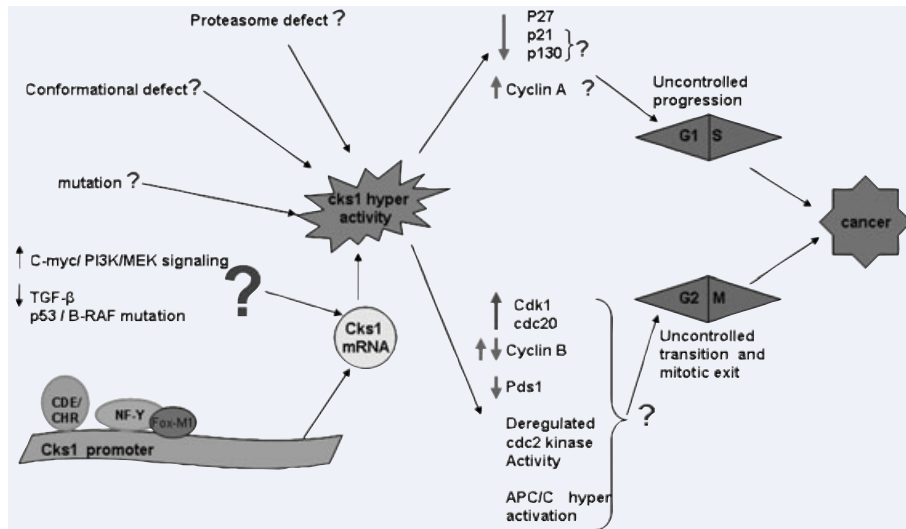 Proteasome defect ?
Conformational defect ?
mutation ?
↑ C-myc/ PI3K/MEK signaling
↓ TGF-β
p53 / B-RAF mutation
?
CDE/
CHR
NF-Y
Fox-M1
Cks1 promoter
Cks1
mRNA
cks1 hyper
activity
↓ P27
p21
p130 } ?
↑ Cyclin A ?
Uncontrolled
progression
G1 S
cancer
↑ Cdk1
cdc20
↑ ↓ Cyclin B
↓ Pds1
Deregulated
cdc2 kinase
Activity
APC/C hyper
activation
?
G2 M
Uncontrolled
transition and
mitotic exit